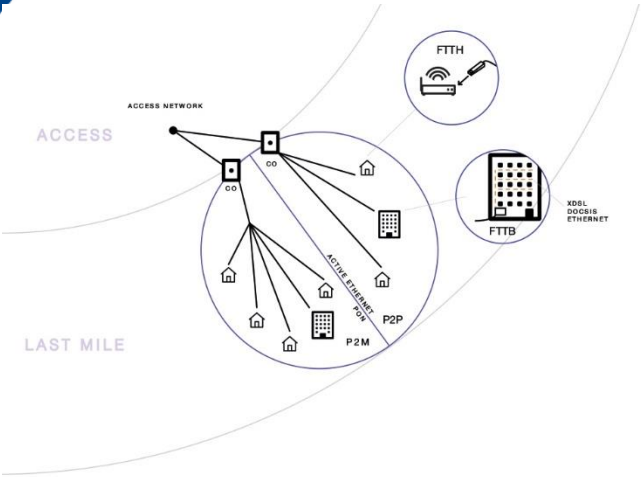 FTTH
ACCESS NETWORK
ACCESS
CO
CO
XDSL
DOCSIS
ETHERNET
FTTB
ACTIVE ETHERNET
PON
P2P
P2M
LAST MILE